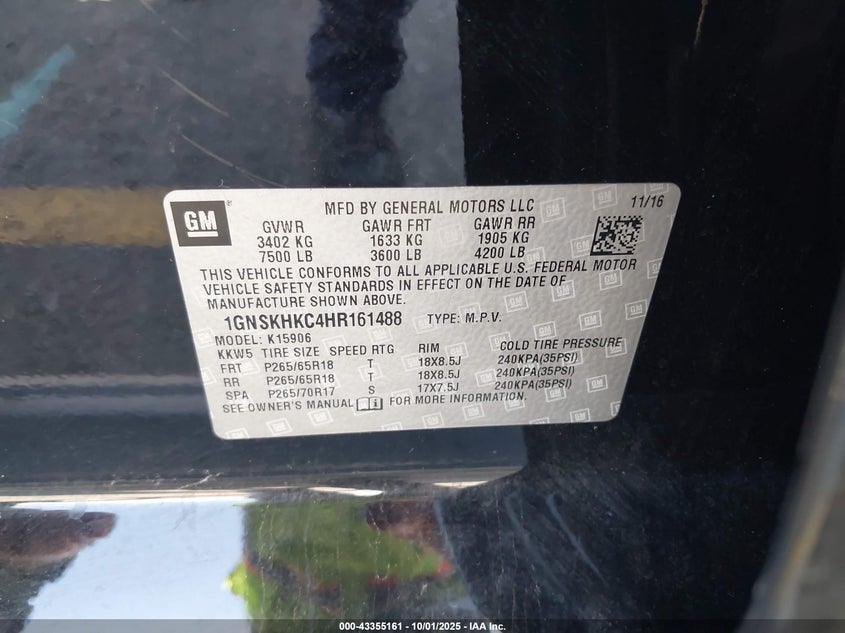 GM
MFD BY GENERAL MOTORS LLC 11/16
GVWR GAWR FRT GAWR RR
3402 KG 1633 KG 1905 KG
7500 LB 3600 LB 4200 LB
THIS VEHICLE CONFORMS TO ALL APPLICABLE U.S. FEDERAL MOTOR
VEHICLE SAFETY STANDARDS IN EFFECT ON THE DATE OF
MANUFACTURE SHOWN ABOVE.
1GNSKHKC4HR161488 TYPE: M.P.V.
MODEL: K15906
KKW5 TIRE SIZE SPEED RTG RIM COLD TIRE PRESSURE
FRT P265/65R18 T 18X8.5J 240KPA(35PSI)
RR P265/65R18 T 18X8.5J 240KPA(35PSI)
SPA P265/70R17 S 17X7.5J 240KPA(35PSI)
SEE OWNER'S MANUAL FOR MORE INFORMATION.
000-43355161 - 10/01/2025 - IAAI.COM